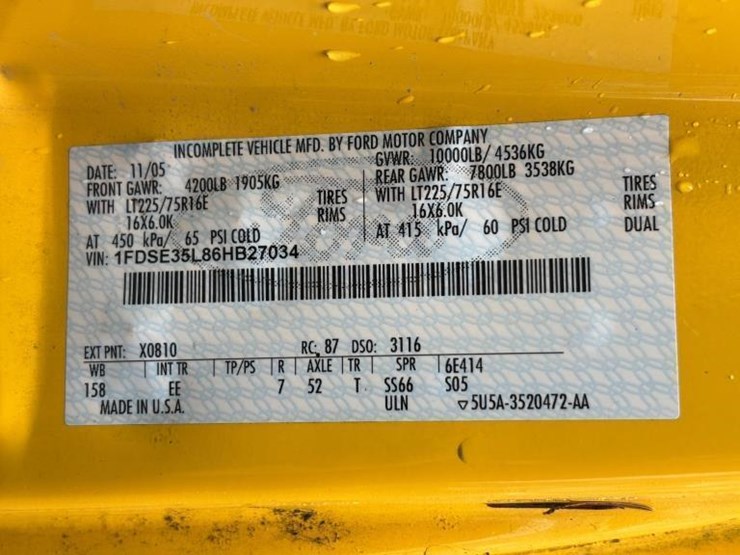 INCOMPLETE VEHICLE MFD. BY FORD MOTOR COMPANY
DATE: 11/05 GVWR: 10000LB/ 4536KG
FRONT GAWR: 4200LB 1905KG REAR GAWR: 7800LB 3538KG
WITH LT225/75R16E TIRES WITH LT225/75R16E TIRES
16X6.0K RIMS 16X6.0K RIMS
AT 450 kPa/ 65 PSI COLD AT 415 kPa/ 60 PSI COLD DUAL
VIN: 1FDSE35L86HB27034
EXT PNT: X0810 RC: 87 DSO: 3116
WB INT TR TP/PS R AXLE TR SPR 6E414
158 EE 7 52 T SS66 S05
MADE IN U.S.A. ULN ▽5U5A-3520472-AA